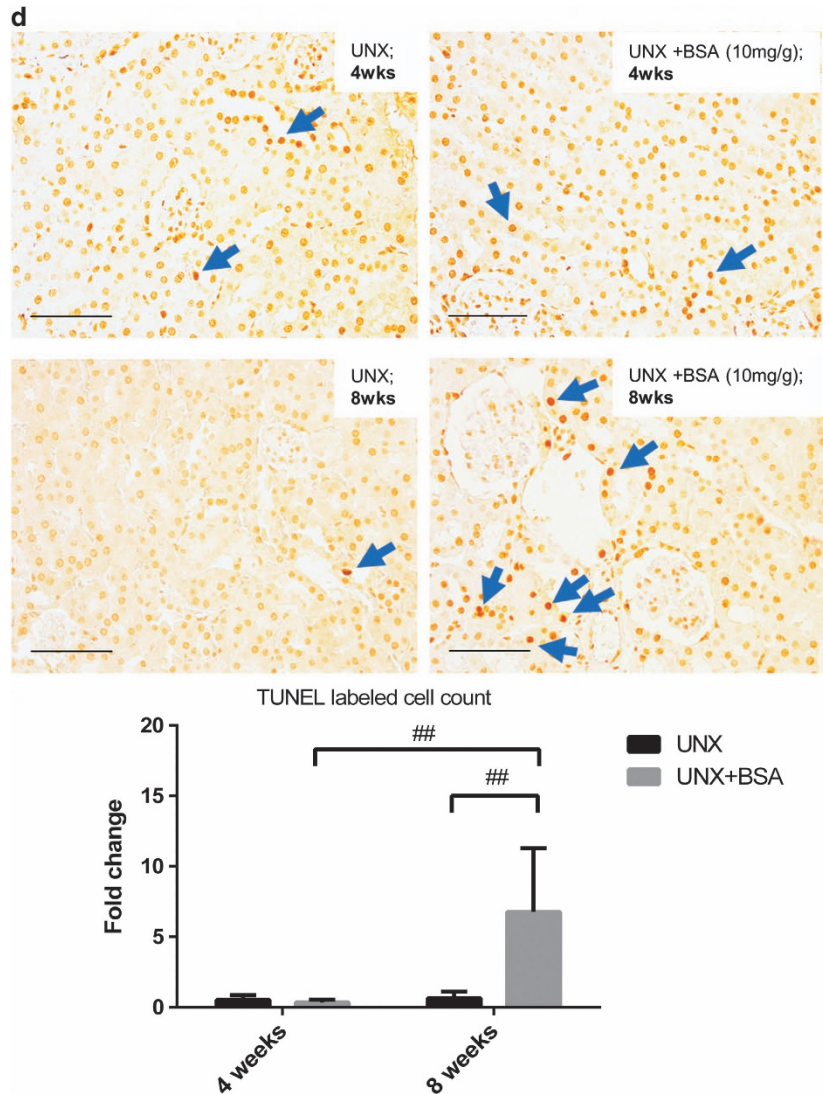 d
UNX;
4wks
UNX +BSA (10mg/g);
4wks
UNX;
8wks
UNX +BSA (10mg/g);
8wks
TUNEL labeled cell count
20
15
10
5
0
Fold change
##
##
UNX
UNX+BSA
4 weeks
8 weeks